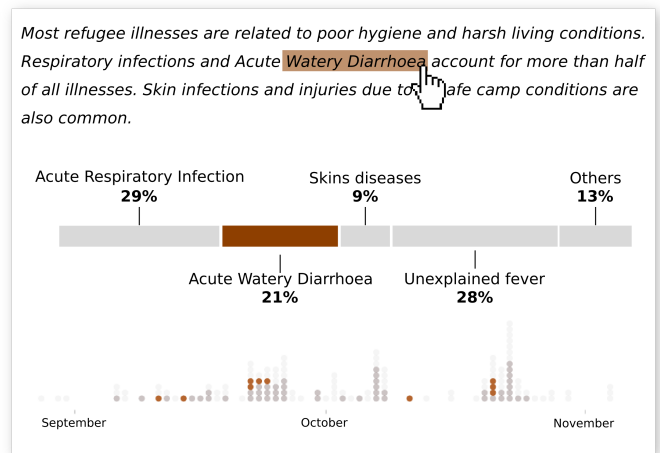 Most refugee illnesses are related to poor hygiene and harsh living conditions.
Respiratory infections and Acute Watery Diarrhoea account for more than half
of all illnesses. Skin infections and injuries due to afe camp conditions are
also common.
Acute Respiratory Infection
29%
Skins diseases
9%
Others
13%
Acute Watery Diarrhoea
21%
Unexplained fever
28%
September
October
November